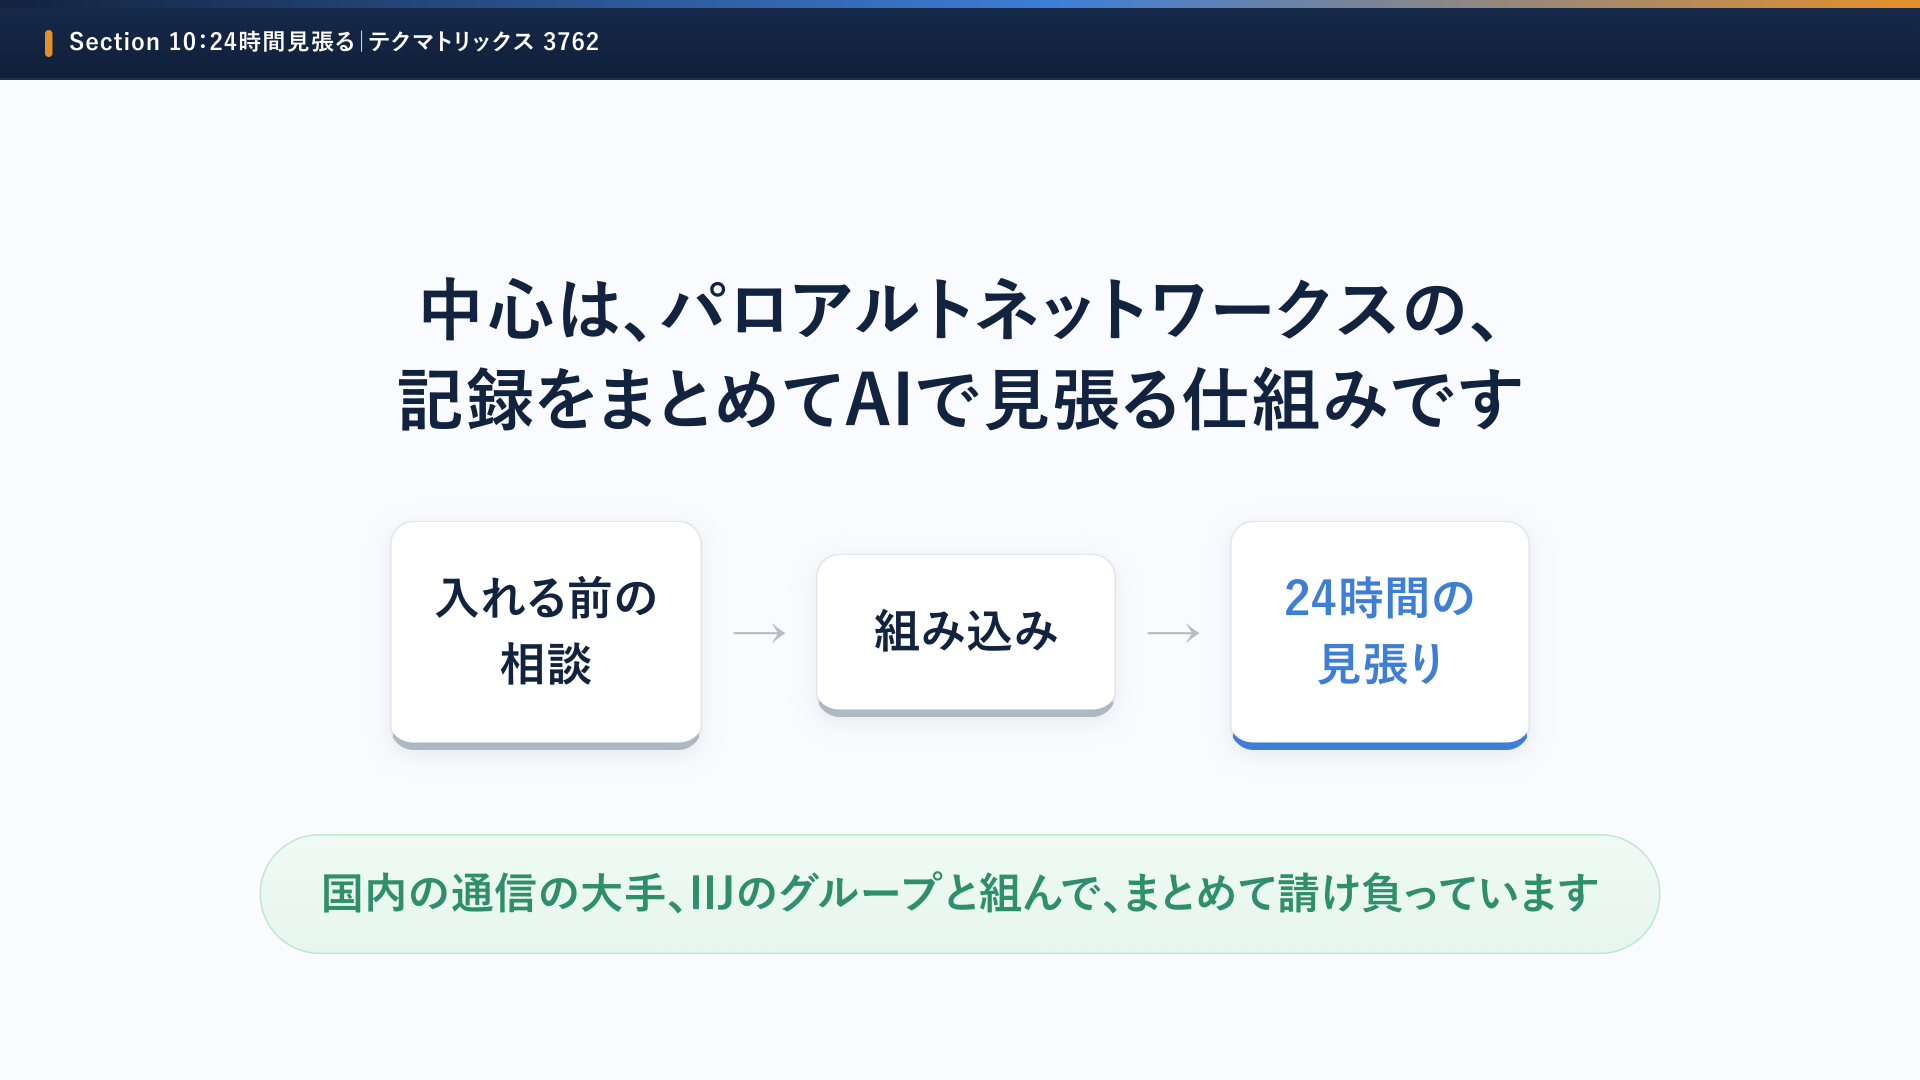 Section 10：24時間見張る｜テクマトリックス 3762
中心は、パロアルトネットワークスの、
記録をまとめてAIで見張る仕組みです
入れる前の
相談
→
組み込み
→
24時間の
見張り
国内の通信の大手、IIJのグループと組んで、まとめて請け負っています